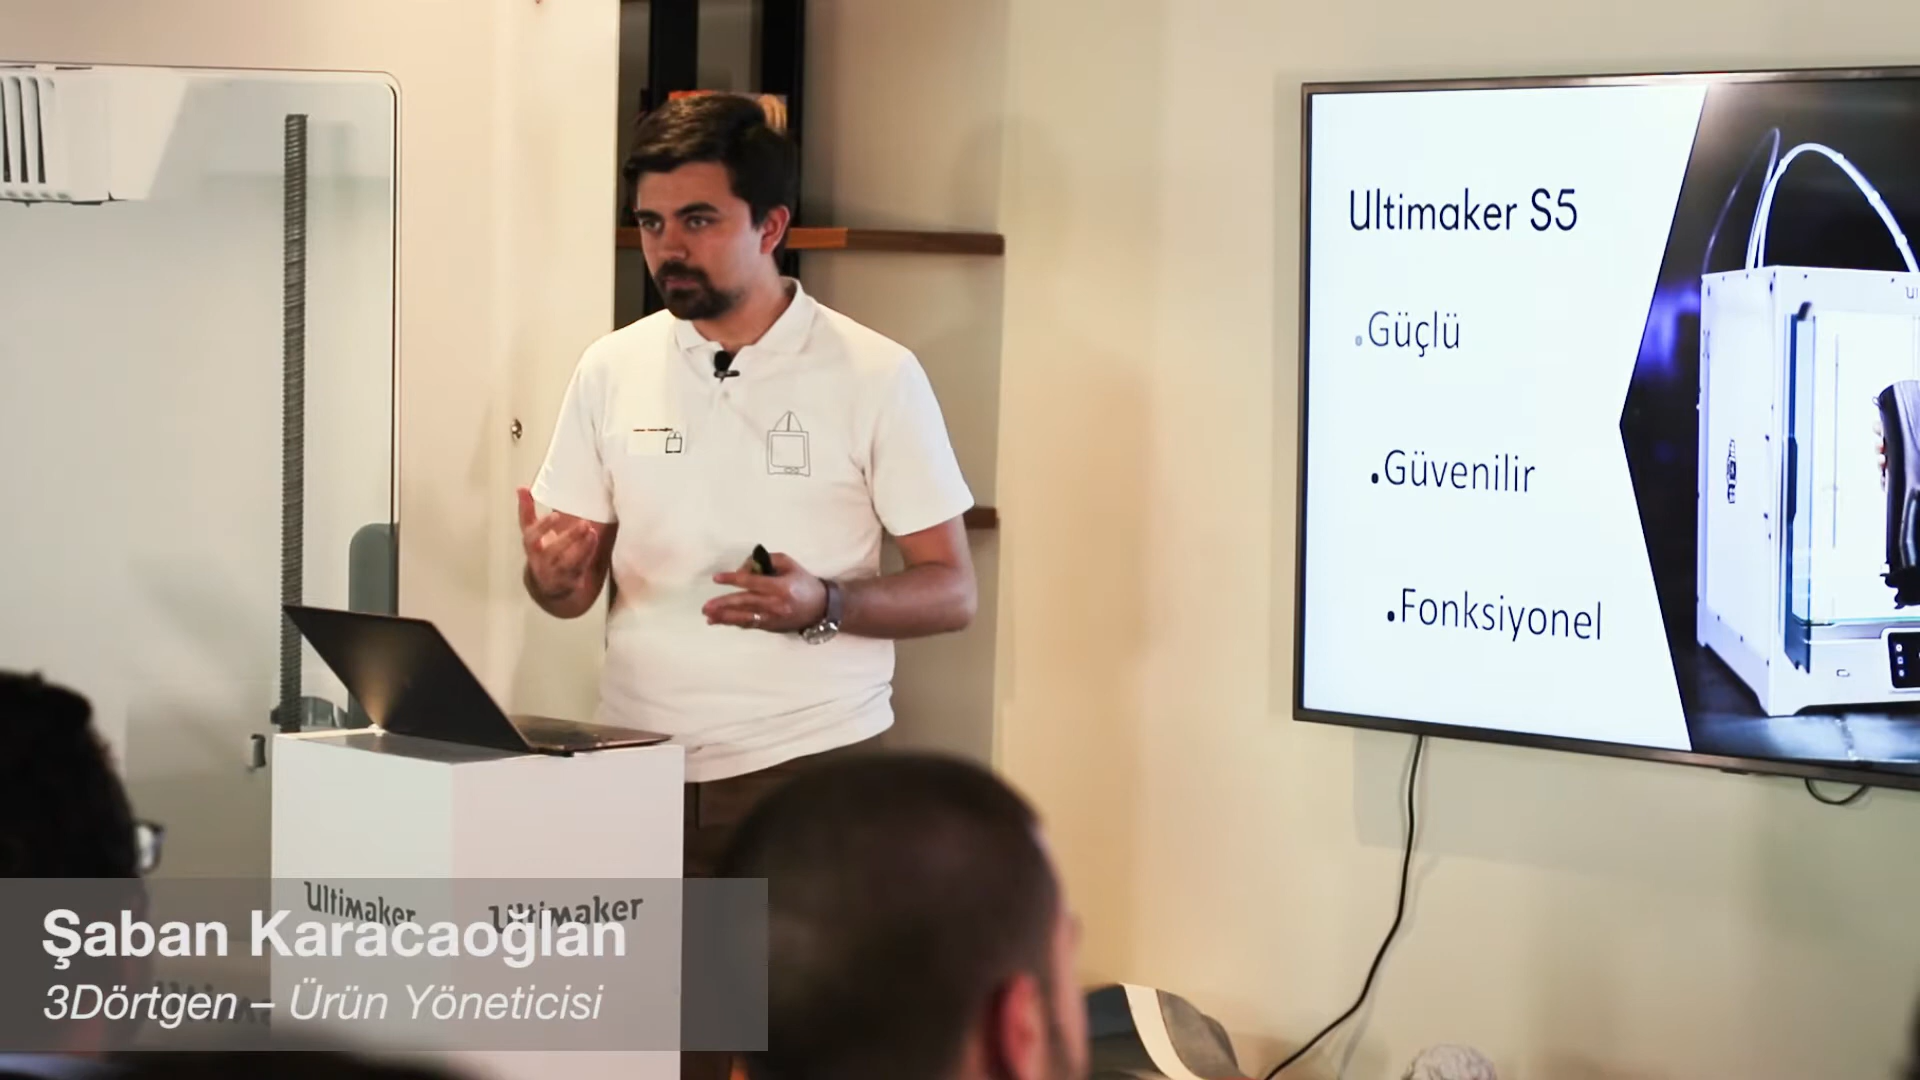 Ultimaker S5
.Güçlü
.Güvenilir
.Fonksiyonel
Ultimaker
Ultimaker
Şaban Karacaoğlan
3Dörtgen – Ürün Yöneticisi